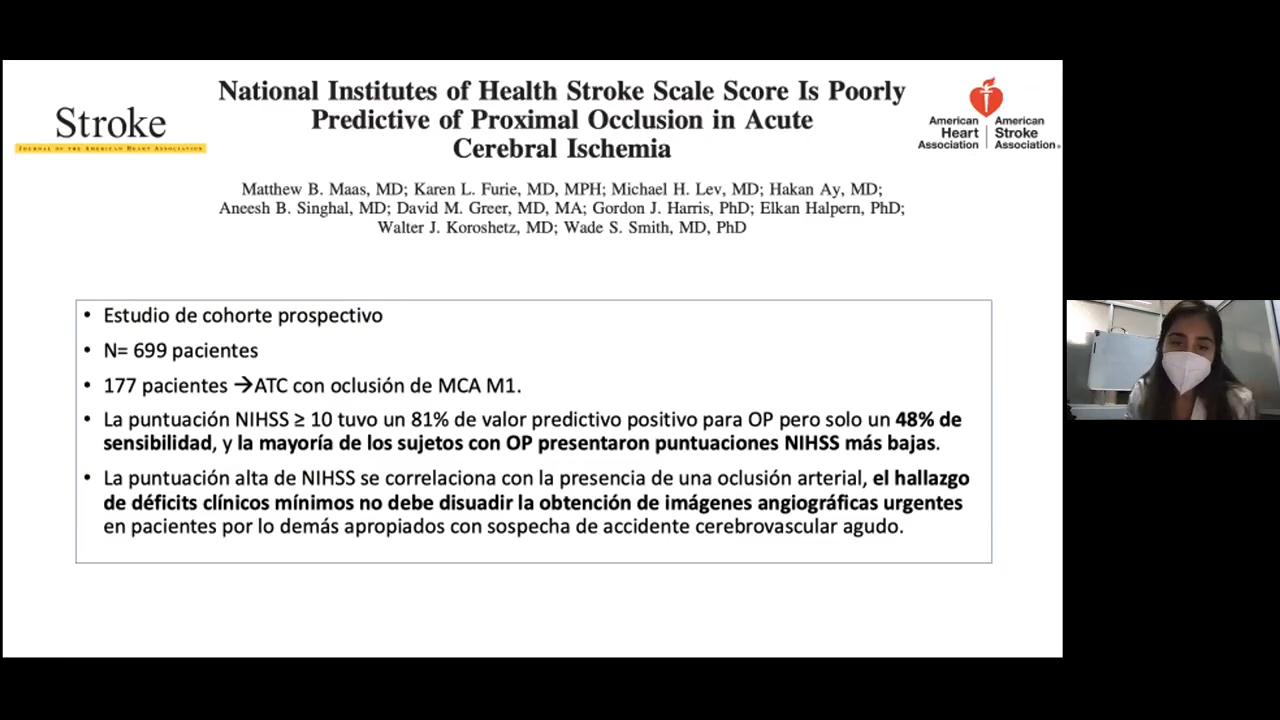 National Institutes of Health Stroke Scale Score Is Poorly
Predictive of Proximal Occlusion in Acute
Cerebral Ischemia
Stroke
JOURNAL OF THE AMERICAN HEART ASSOCIATION
American Heart Association
American Stroke Association®
Matthew B. Maas, MD; Karen L. Furie, MD, MPH; Michael H. Lev, MD; Hakan Ay, MD;
Aneesh B. Singhal, MD; David M. Greer, MD, MA; Gordon J. Harris, PhD; Elkan Halpern, PhD;
Walter J. Koroshetz, MD; Wade S. Smith, MD, PhD
• Estudio de cohorte prospectivo
• N= 699 pacientes
• 177 pacientes →ATC con oclusión de MCA M1.
• La puntuación NIHSS ≥ 10 tuvo un 81% de valor predictivo positivo para OP pero solo un 48% de
sensibilidad, y la mayoría de los sujetos con OP presentaron puntuaciones NIHSS más bajas.
• La puntuación alta de NIHSS se correlaciona con la presencia de una oclusión arterial, el hallazgo
de déficits clínicos mínimos no debe disuadir la obtención de imágenes angiográficas urgentes
en pacientes por lo demás apropiados con sospecha de accidente cerebrovascular agudo.